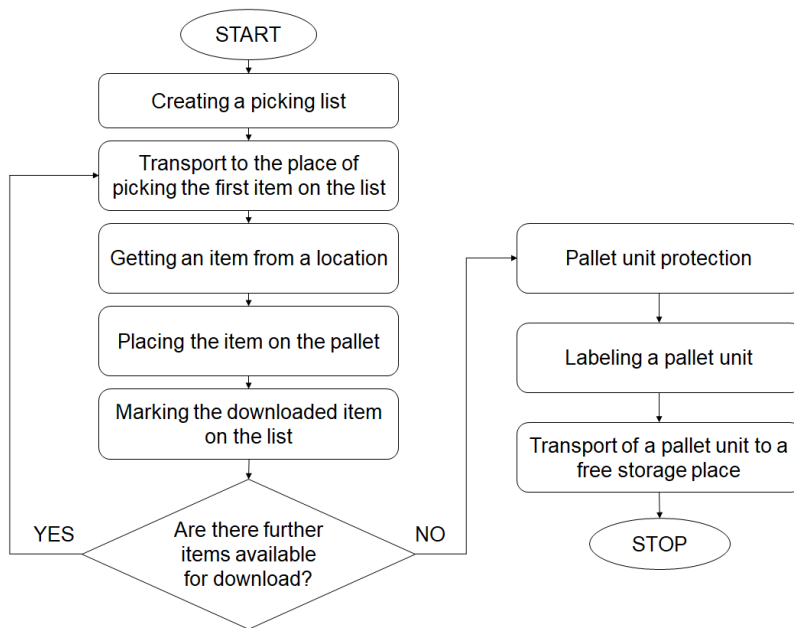 START
Creating a picking list
Transport to the place of
picking the first item on the list
Getting an item from a location
Placing the item on the pallet
Marking the downloaded item
on the list
YES
Are there further
items available
for download?
NO
Pallet unit protection
Labeling a pallet unit
Transport of a pallet unit to a
free storage place
STOP